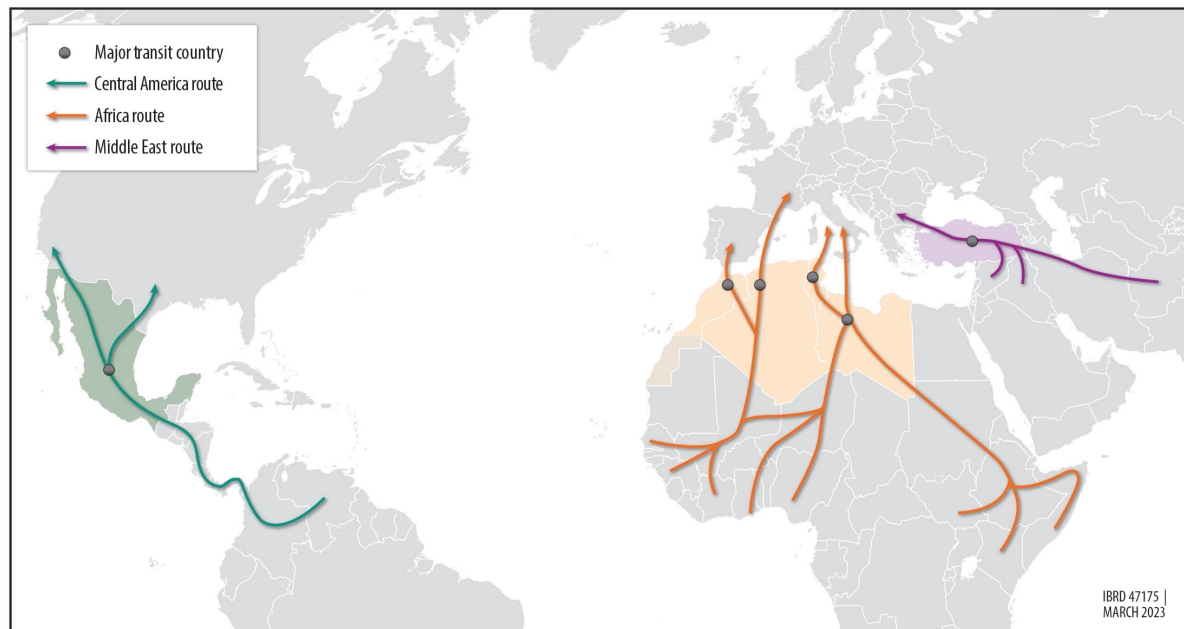 Major transit country
Central America route
Africa route
Middle East route
IBRD 47175 |
MARCH 2023